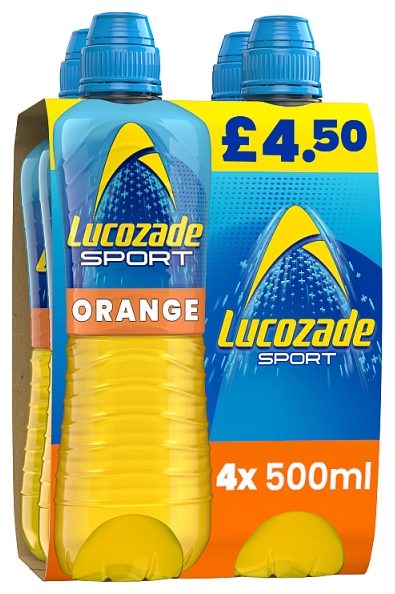 £4.50
Lucozade
SPORT
ORANGE
Lucozade
SPORT
4x 500ml